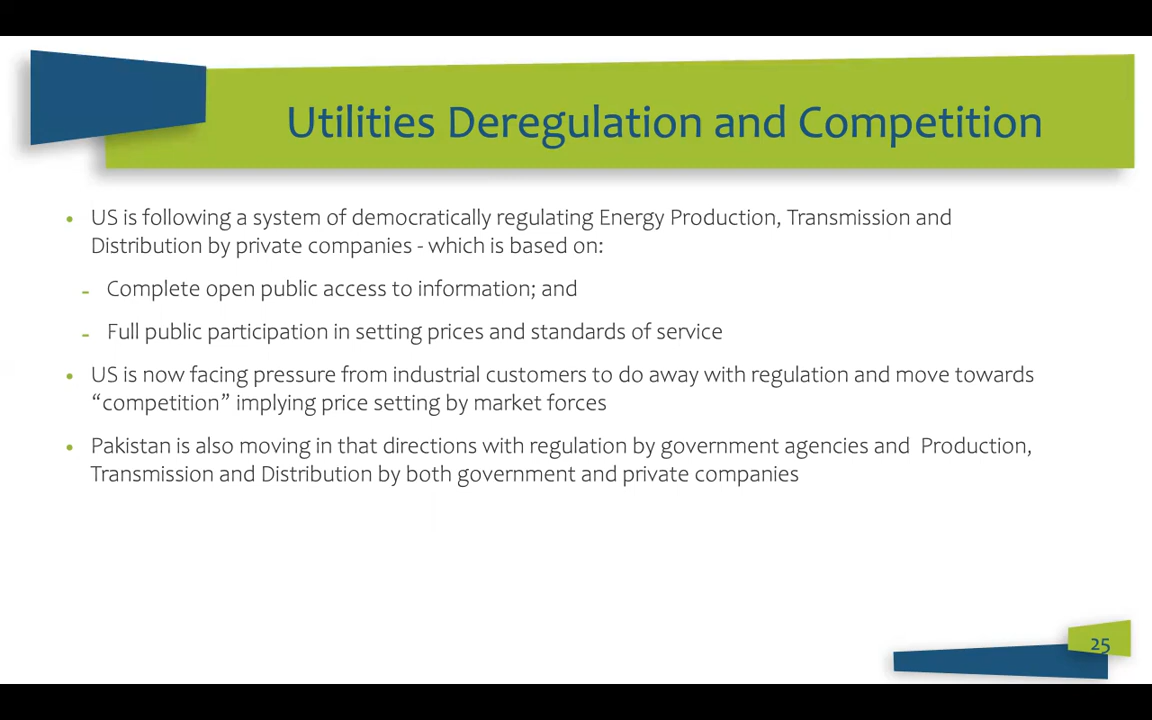 Utilities Deregulation and Competition
• US is following a system of democratically regulating Energy Production, Transmission and
Distribution by private companies - which is based on:
- Complete open public access to information; and
- Full public participation in setting prices and standards of service
• US is now facing pressure from industrial customers to do away with regulation and move towards
“competition” implying price setting by market forces
• Pakistan is also moving in that directions with regulation by government agencies and  Production,
Transmission and Distribution by both government and private companies
25